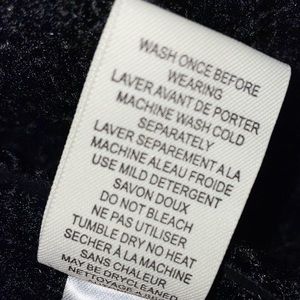 WASH ONCE BEFORE
WEARING
LAVER AVANT DE PORTER
MACHINE WASH COLD
SEPARATELY
LAVER SEPAREMENT A LA
MACHINE ALEAU FROIDE
USE MILD DETERGENT
SAVON DOUX
DO NOT BLEACH
NE PAS UTILISER
TUMBLE DRY NO HEAT
SECHER À LA MACHINE
SANS CHALEUR
MAY BE DRYCLEANED
NETTOYAGE A